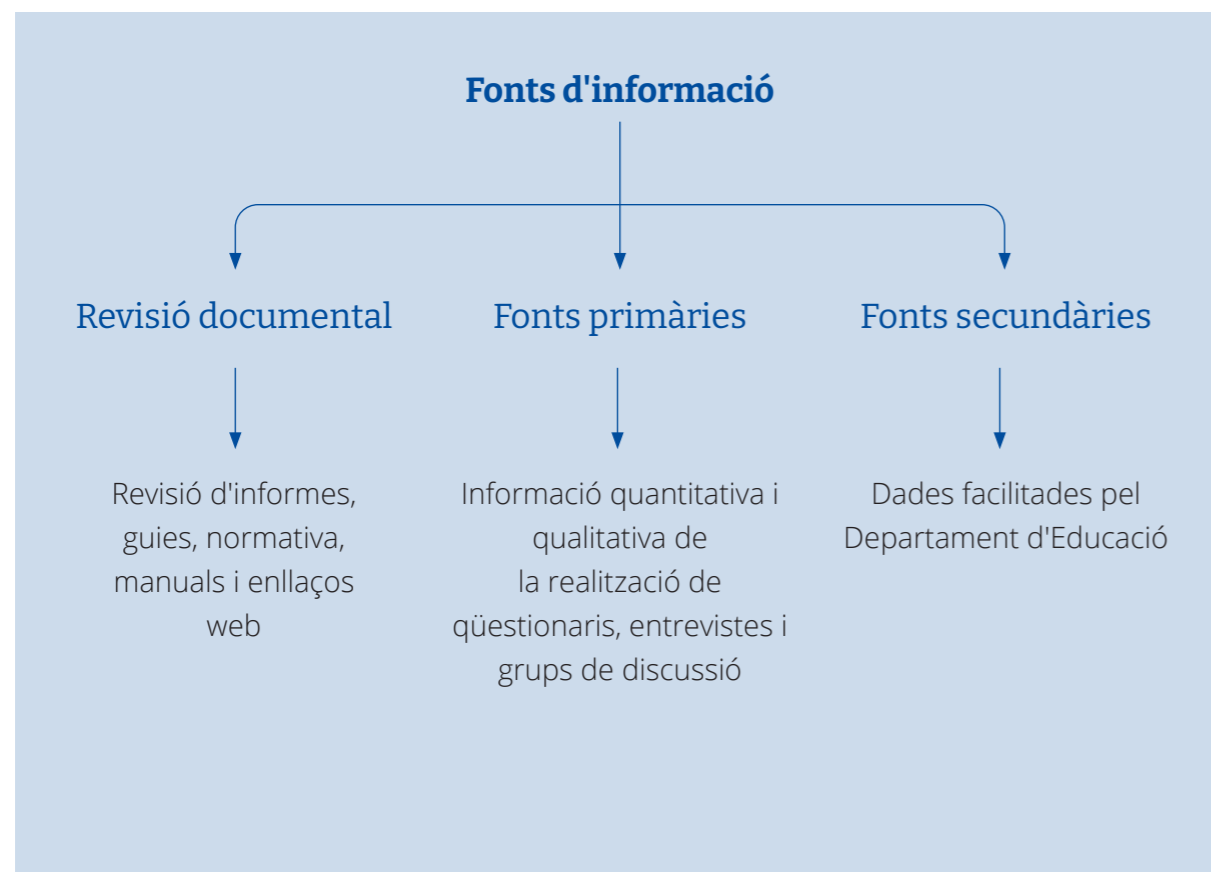 Fonts d'informació
Revisió documental
Fonts primàries
Fonts secundàries
Revisió d'informes,
guies, normativa,
manuals i enllaços
web
Informació quantitativa i
qualitativa de
la realització de
qüestionaris, entrevistes i
grups de discussió
Dades facilitades pel
Departament d'Educació